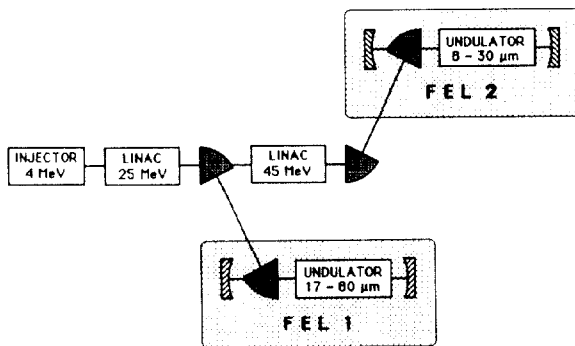 UNDULATOR
8 - 30 µm
FEL 2
INJECTOR
4 MeV
LINAC
25 MeV
LINAC
45 MeV
UNDULATOR
17 - 80 µm
FEL 1